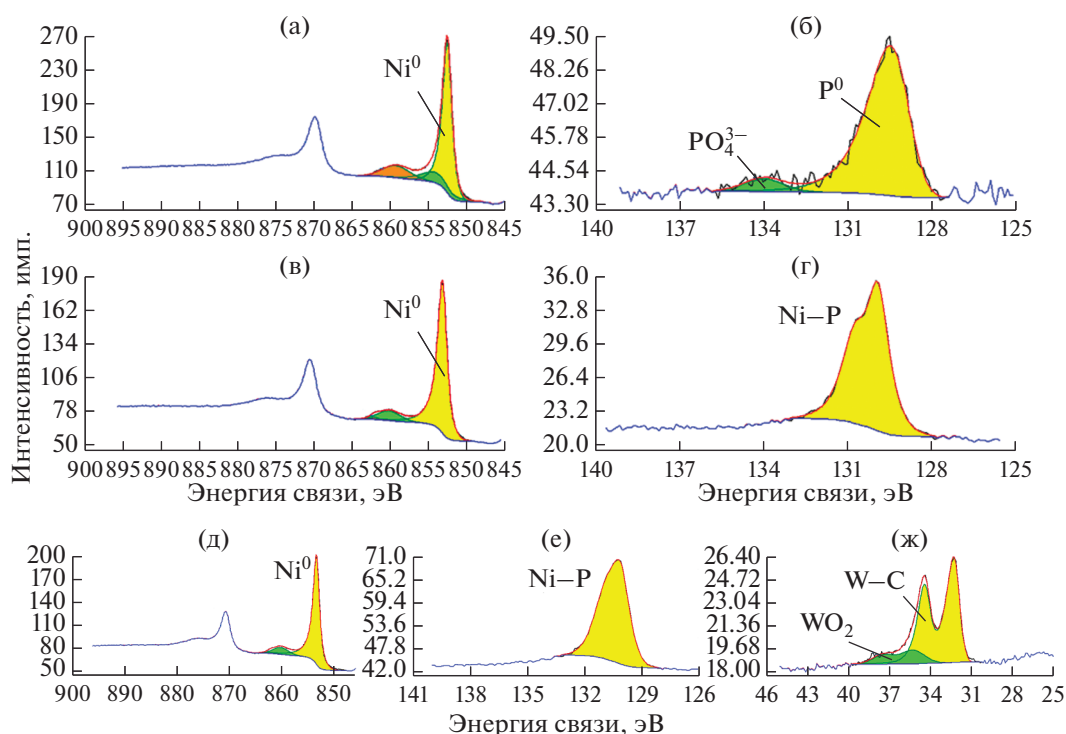 (а)
270
230
190
150
110
70
Ni⁰
900 895 890 885 880 875 870 865 860 855 850 845
(б)
49.50
48.26
47.02
45.78
44.54
43.30
PO₄³⁻
P⁰
140 137 134 131 128 125
Интенсивность, имп.
(в)
190
162
134
106
78
50
Ni⁰
900 895 890 885 880 875 870 865 860 855 850 845
Энергия связи, эВ
(г)
36.0
32.8
29.6
26.4
23.2
20.0
Ni–P
140 137 134 131 128 125
Энергия связи, эВ
(д)
200
170
140
110
80
50
Ni⁰
900 890 880 870 860 850
(е)
71.0
65.2
59.4
53.6
47.8
42.0
Ni–P
141 138 135 132 129 126
(ж)
26.40
24.72
23.04
21.36
19.68
18.00
W–C
WO₂
46 43 40 37 34 31 28 25
Энергия связи, эВ